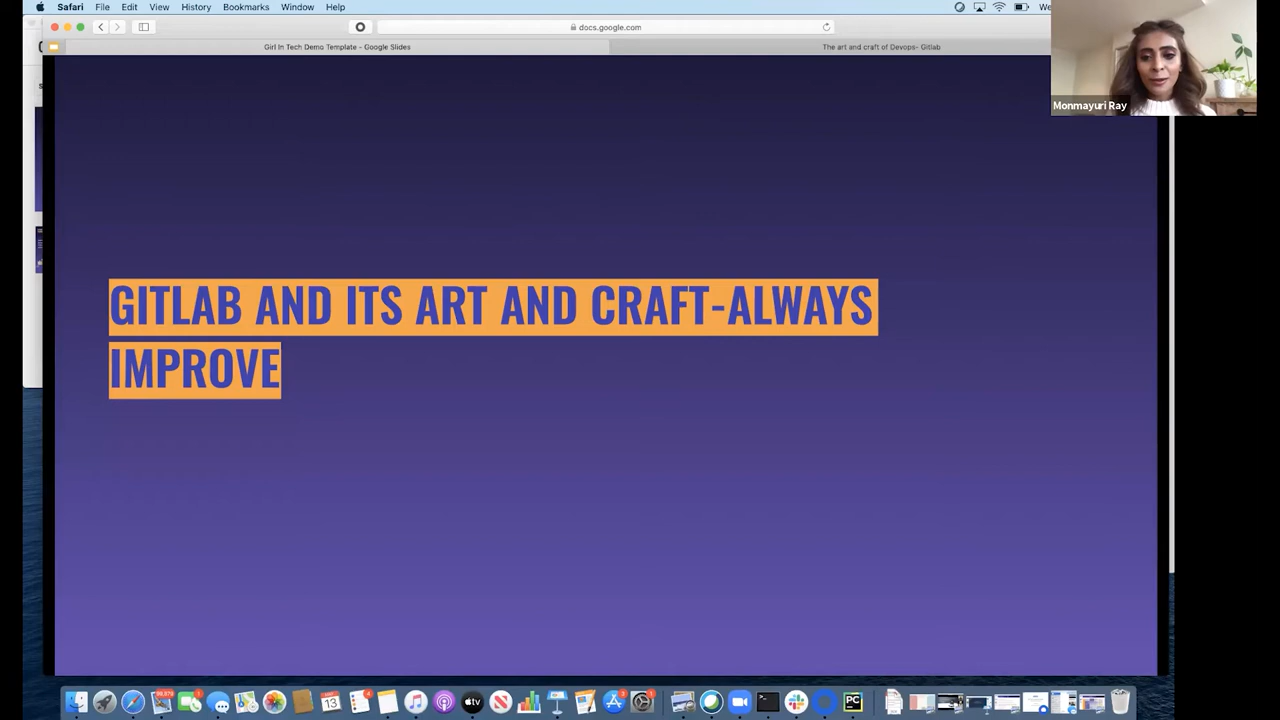 Safari File Edit View History Bookmarks Window Help We
docs.google.com
Girl In Tech Demo Template - Google Slides
The art and craft of Devops- Gitlab
Monmayuri Ray
GITLAB AND ITS ART AND CRAFT-ALWAYS
IMPROVE